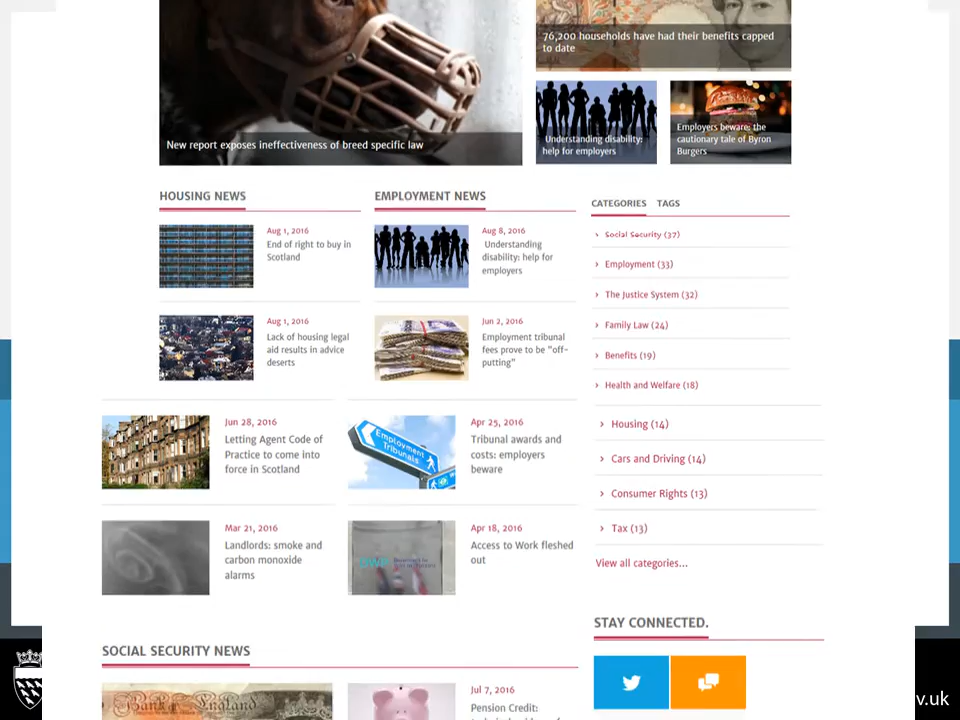 76,200 households have had their benefits capped
to date
New report exposes ineffectiveness of breed specific law
Understanding disability:
help for employers
Employers beware: the
cautionary tale of Byron
Burgers
HOUSING NEWS
Aug 1, 2016
End of right to buy in
Scotland
Aug 1, 2016
Lack of housing legal
aid results in advice
deserts
Jun 28, 2016
Letting Agent Code of
Practice to come into
force in Scotland
Mar 21, 2016
Landlords: smoke and
carbon monoxide
alarms
EMPLOYMENT NEWS
Aug 8, 2016
Understanding
disability: help for
employers
Jun 2, 2016
Employment tribunal
fees prove to be "off-
putting"
Employment
Tribunals
Apr 25, 2016
Tribunal awards and
costs: employers
beware
DWP
Apr 18, 2016
Access to Work fleshed
out
CATEGORIES TAGS
› Social Security (37)
› Employment (33)
› The Justice System (32)
› Family Law (24)
› Benefits (19)
› Health and Welfare (18)
› Housing (14)
› Cars and Driving (14)
› Consumer Rights (13)
› Tax (13)
View all categories...
SOCIAL SECURITY NEWS
Bank of England
Jul 7, 2016
Pension Credit:
STAY CONNECTED.
v.uk